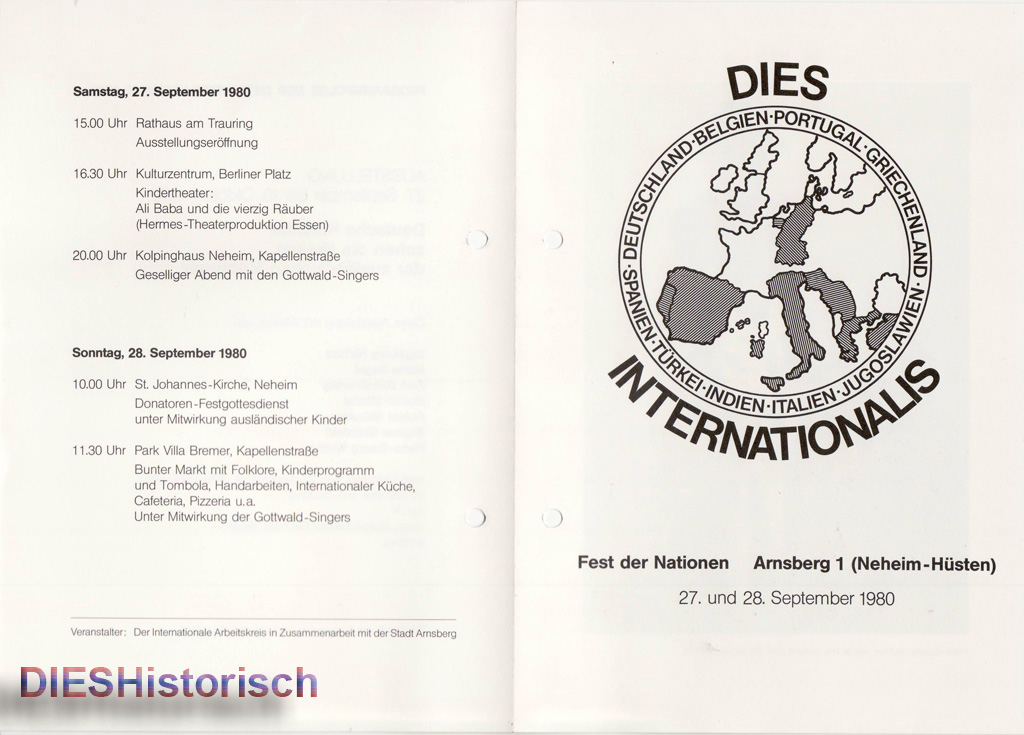 Samstag, 27. September 1980
15.00 Uhr Rathaus am Trauring
Ausstellungseröffnung
16.30 Uhr Kulturzentrum, Berliner Platz
Kindertheater:
Ali Baba und die vierzig Räuber
(Hermes-Theaterproduktion Essen)
20.00 Uhr Kolpinghaus Neheim, Kapellenstraße
Geselliger Abend mit den Gottwald-Singers
Sonntag, 28. September 1980
10.00 Uhr St. Johannes-Kirche, Neheim
Donatoren-Festgottesdienst
unter Mitwirkung ausländischer Kinder
11.30 Uhr Park Villa Bremer, Kapellenstraße
Bunter Markt mit Folklore, Kinderprogramm
und Tombola, Handarbeiten, Internationaler Küche,
Cafeteria, Pizzeria u.a.
Unter Mitwirkung der Gottwald-Singers
Veranstalter: Der Internationale Arbeitskreis in Zusammenarbeit mit der Stadt Arnsberg
DIESHistorisch
DIES
DEUTSCHLAND·BELGIEN·PORTUGAL·GRIECHENLAND·JUGOSLAWIEN·ITALIEN·INDIEN·TÜRKEI·SPANIEN·
INTERNATIONALIS
Fest der Nationen Arnsberg 1 (Neheim-Hüsten)
27. und 28. September 1980